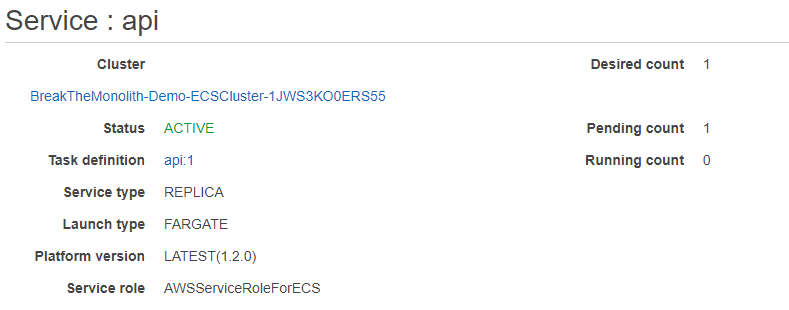 Service : api
Cluster
BreakTheMonolith-Demo-ECSCluster-1JWS3KO0ERS55
Status ACTIVE
Task definition api:1
Service type REPLICA
Launch type FARGATE
Platform version LATEST(1.2.0)
Service role AWSServiceRoleForECS
Desired count 1
Pending count 1
Running count 0